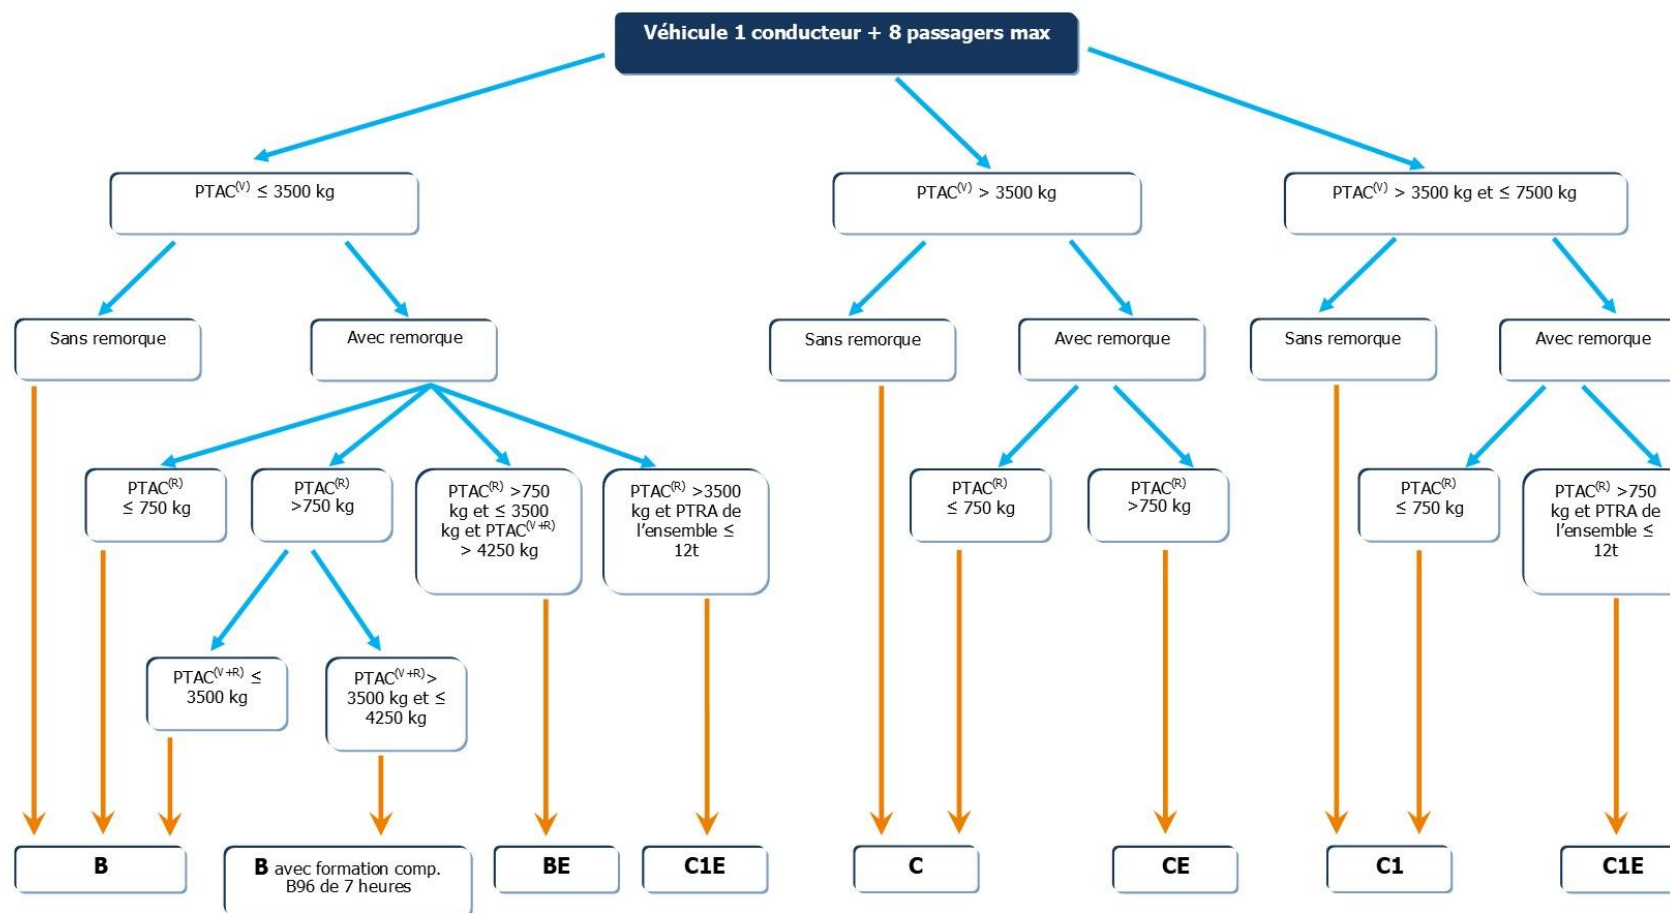 Véhicule 1 conducteur + 8 passagers max
PTAC(V) ≤ 3500 kg
PTAC(V) > 3500 kg
PTAC(V) > 3500 kg et ≤ 7500 kg
Sans remorque
Avec remorque
Sans remorque
Avec remorque
Sans remorque
Avec remorque
PTAC(R)
≤ 750 kg
PTAC(R)
>750 kg
PTAC(R) >750
kg et ≤ 3500
kg et PTAC(V+R)
> 4250 kg
PTAC(R) >3500
kg et PTRA de
l'ensemble ≤
12t
PTAC(R)
≤ 750 kg
PTAC(R)
>750 kg
PTAC(R)
≤ 750 kg
PTAC(R) >750
kg et PTRA de
l'ensemble ≤
12t
PTAC(V+R) ≤
3500 kg
PTAC(V+R)>
3500 kg et ≤
4250 kg
B
B avec formation comp.
B96 de 7 heures
BE
C1E
C
CE
C1
C1E